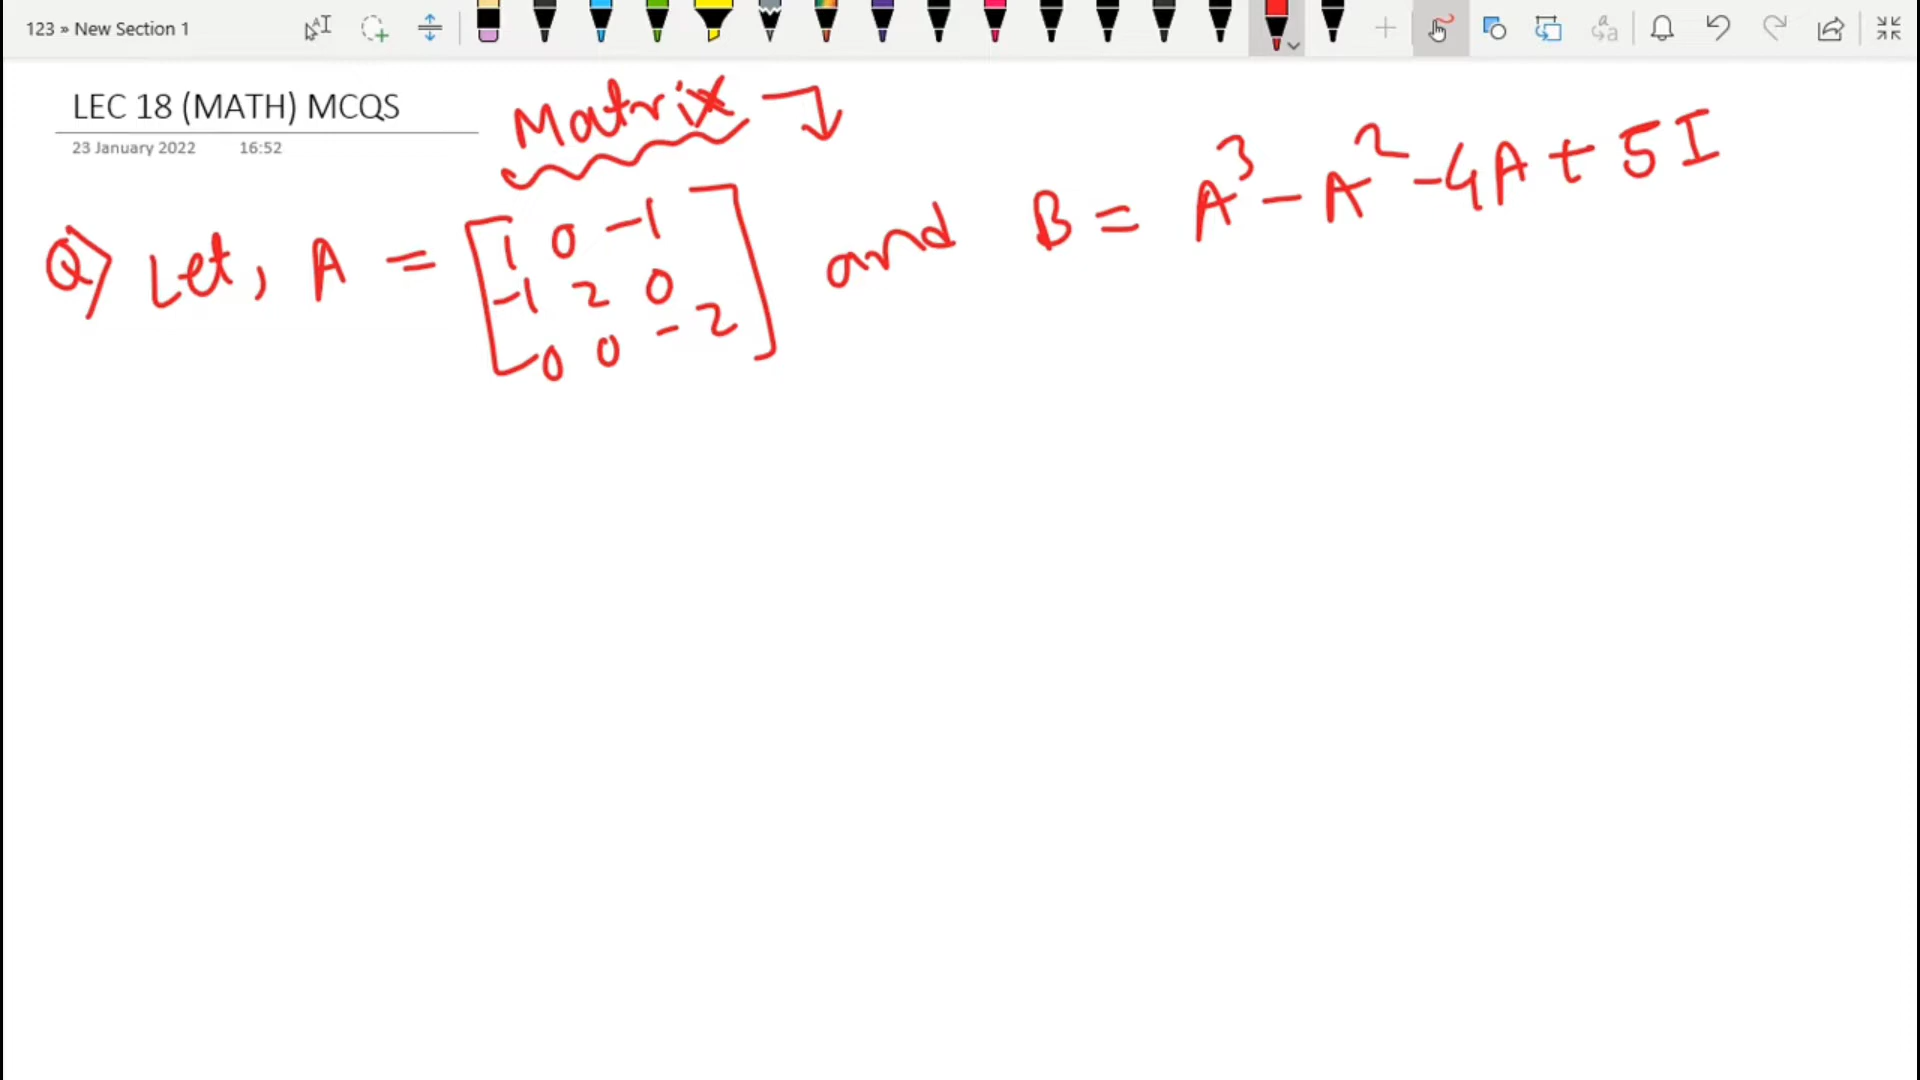 123 » New Section 1
LEC 18 (MATH) MCQS
23 January 2022 16:52
Matrix
Q) Let, A = [1 0 -1
-1 2 0
0 0 -2] and B = A³ - A² - 4A + 5I